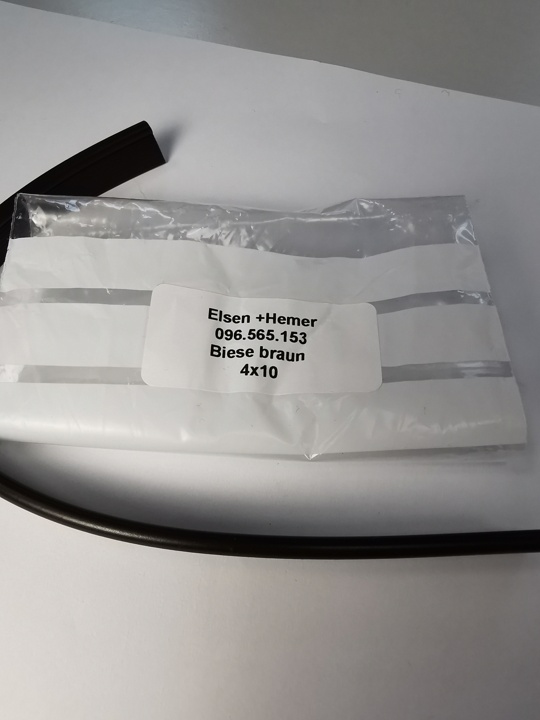 Elsen +Hemer
096.565.153
Biese braun
4x10